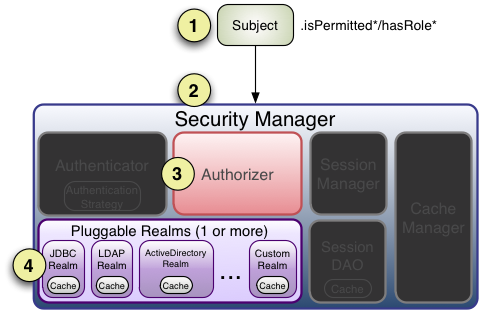 1
Subject
.isPermitted*/hasRole*
2
Security Manager
Authenticator
Authentication
Strategy
3
Authorizer
Session
Manager
Cache
Manager
Session
DAO
Cache
4
Pluggable Realms (1 or more)
JDBC
Realm
Cache
LDAP
Realm
Cache
ActiveDirectory
Realm
Cache
...
Custom
Realm
Cache